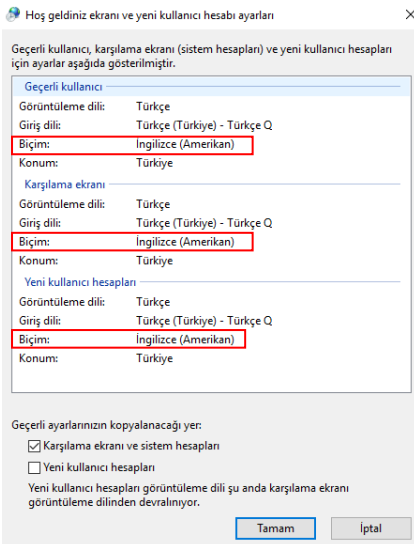 Hoş geldiniz ekranı ve yeni kullanıcı hesabı ayarları
Geçerli kullanıcı, karşılama ekranı (sistem hesapları) ve yeni kullanıcı hesapları
için ayarlar aşağıda gösterilmiştir.
Geçerli kullanıcı
Görüntüleme dili: Türkçe
Giriş dili: Türkçe (Türkiye) - Türkçe Q
Biçim: İngilizce (Amerikan)
Konum: Türkiye
Karşılama ekranı
Görüntüleme dili: Türkçe
Giriş dili: Türkçe (Türkiye) - Türkçe Q
Biçim: İngilizce (Amerikan)
Konum: Türkiye
Yeni kullanıcı hesapları
Görüntüleme dili: Türkçe
Giriş dili: Türkçe (Türkiye) - Türkçe Q
Biçim: İngilizce (Amerikan)
Konum: Türkiye
Geçerli ayarlarınızın kopyalanacağı yer:
Karşılama ekranı ve sistem hesapları
Yeni kullanıcı hesapları
Yeni kullanıcı hesapları görüntüleme dili şu anda karşılama ekranı
görüntüleme dilinden devralınıyor.
Tamam İptal